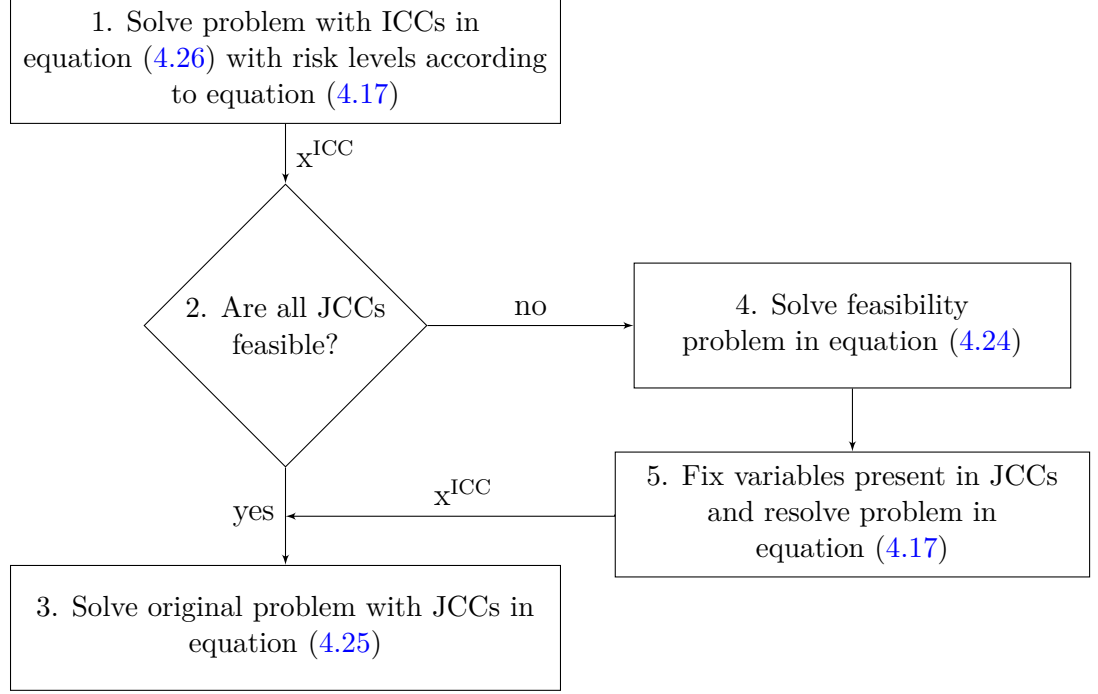 1. Solve problem with ICCs in
equation (4.26) with risk levels according
to equation (4.17)
x^ICC
2. Are all JCCs
feasible?
no
4. Solve feasibility
problem in equation (4.24)
yes
x^ICC
5. Fix variables present in JCCs
and resolve problem in
equation (4.17)
3. Solve original problem with JCCs in
equation (4.25)